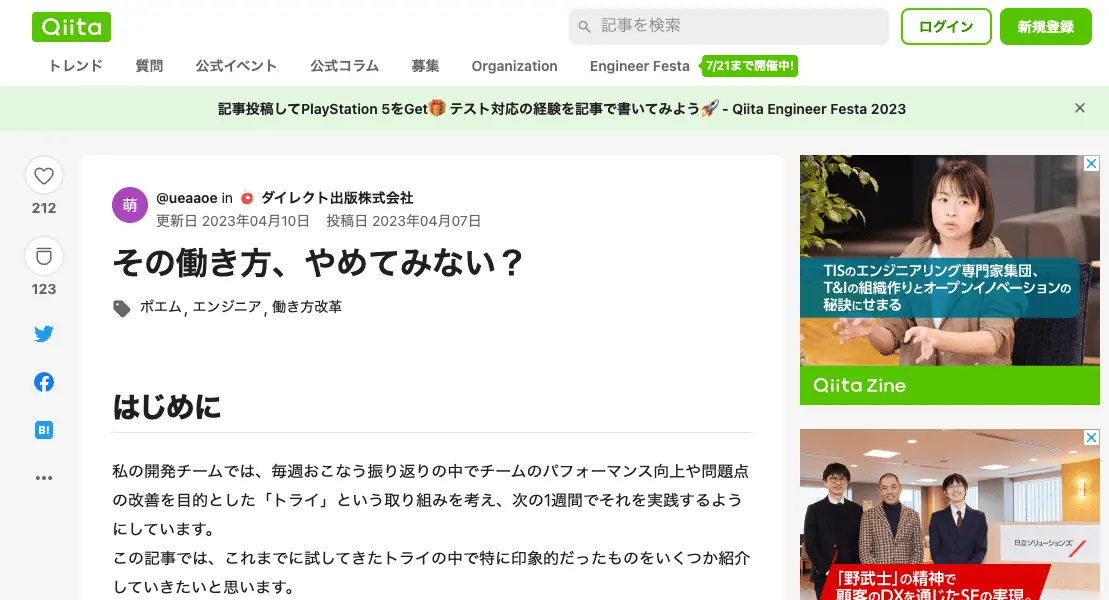 Qiita
記事を検索
ログイン
新規登録
トレンド
質問
公式イベント
公式コラム
募集
Organization
Engineer Festa
7/21まで開催中!
記事投稿してPlayStation 5をGet🎁 テスト対応の経験を記事で書いてみよう🚀 - Qiita Engineer Festa 2023
212
123
B!
萌
@ueaaoe in ダイレクト出版株式会社
更新日 2023年04月10日 投稿日 2023年04月07日
その働き方、やめてみない？
ポエム, エンジニア, 働き方改革
はじめに
私の開発チームでは、毎週おこなう振り返りの中でチームのパフォーマンス向上や問題点
の改善を目的とした「トライ」という取り組みを考え、次の1週間でそれを実践するよう
にしています。
この記事では、これまでに試してきたトライの中で特に印象的だったものをいくつか紹介
していきたいと思います。
TISのエンジニアリング専門家集団、
T&Iの組織作りとオープンイノベーションの
秘訣にせまる
Qiita Zine
日立ソリューションズ
「野武士」の精神で
顧客のDXを通じたSEの実現。